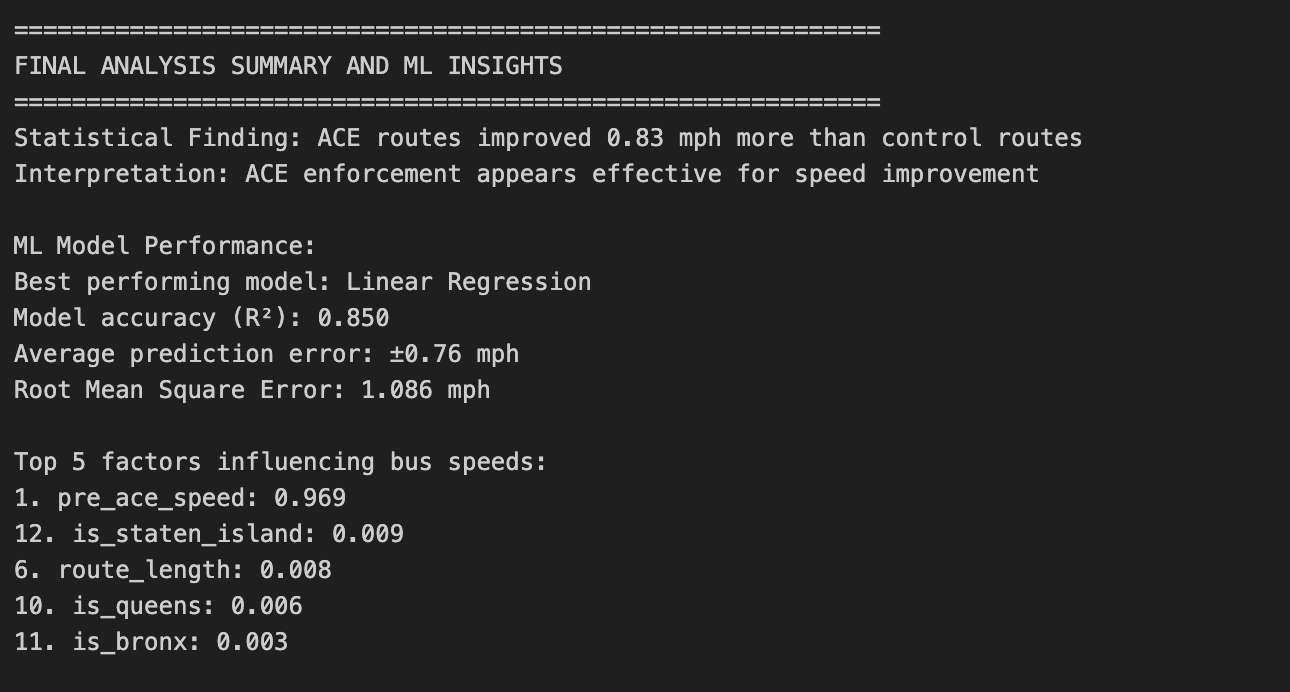 ============================================================
FINAL ANALYSIS SUMMARY AND ML INSIGHTS
============================================================
Statistical Finding: ACE routes improved 0.83 mph more than control routes
Interpretation: ACE enforcement appears effective for speed improvement

ML Model Performance:
Best performing model: Linear Regression
Model accuracy (R²): 0.850
Average prediction error: ±0.76 mph
Root Mean Square Error: 1.086 mph

Top 5 factors influencing bus speeds:
1. pre_ace_speed: 0.969
12. is_staten_island: 0.009
6. route_length: 0.008
10. is_queens: 0.006
11. is_bronx: 0.003